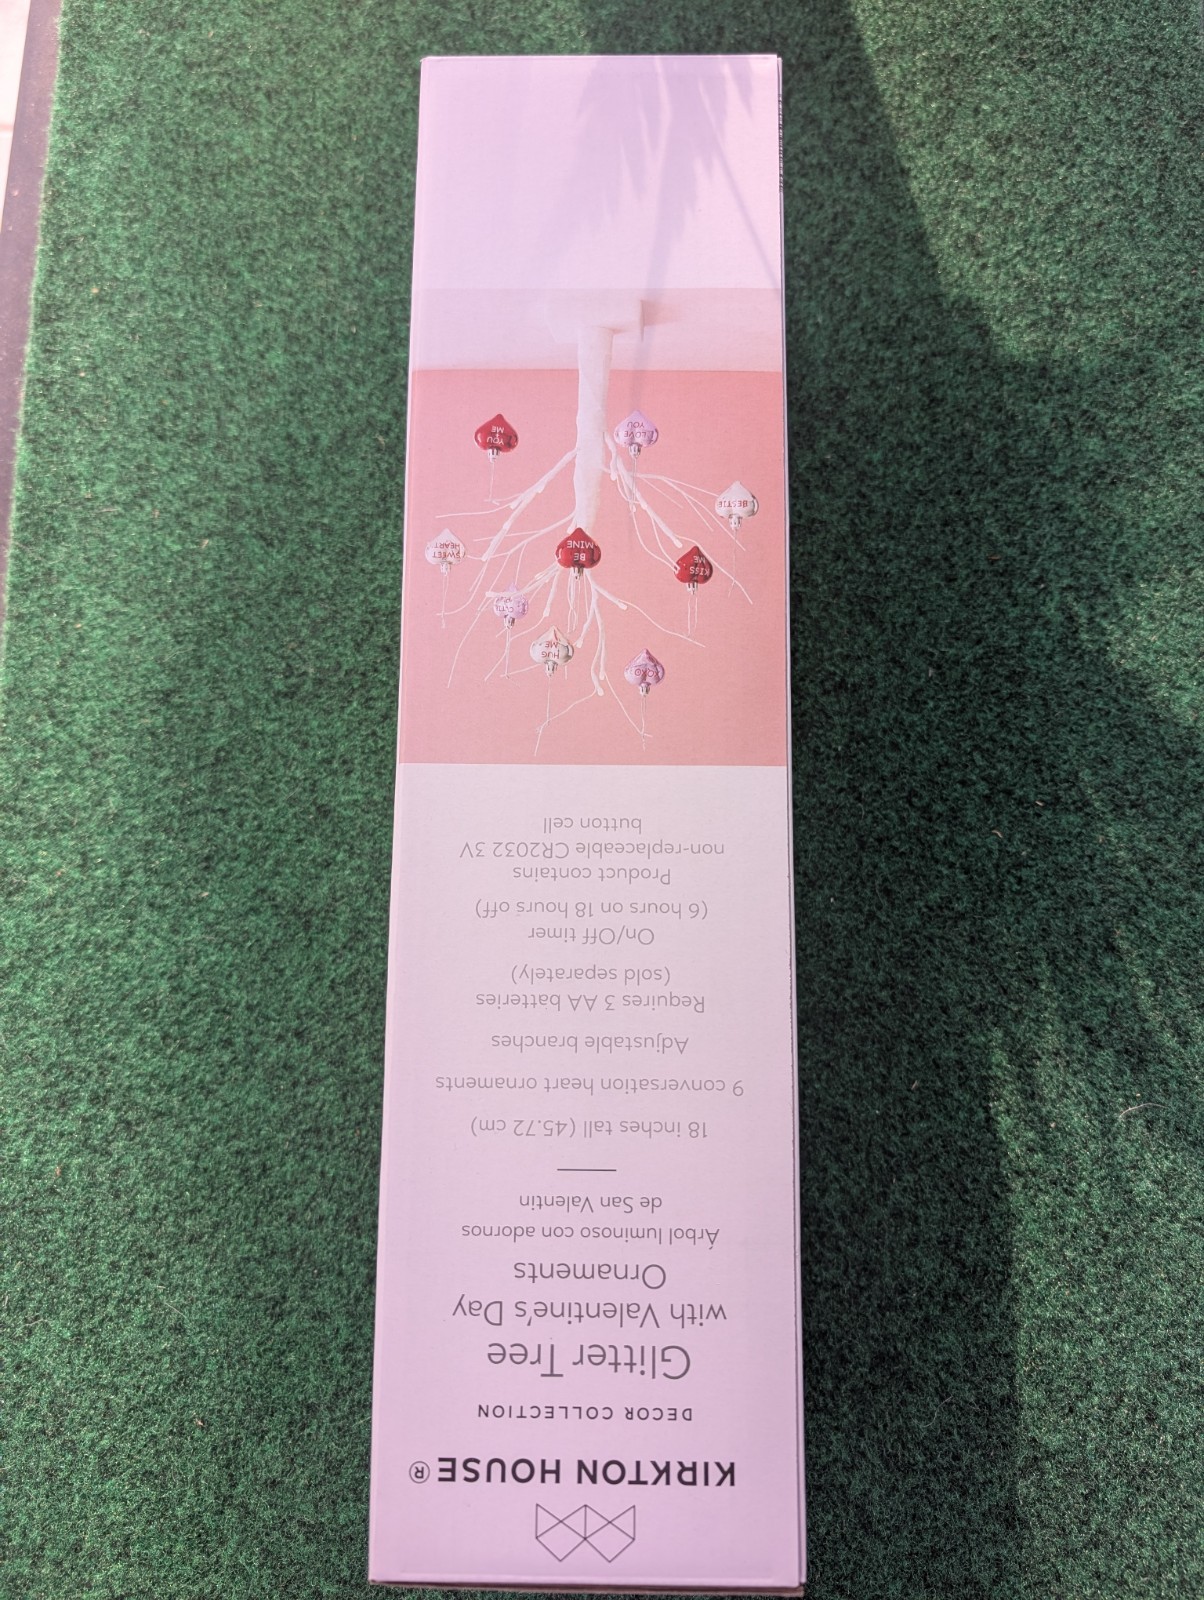 KIRKTON HOUSE®
DECOR COLLECTION
Glitter Tree
with Valentine's Day
Ornaments
Árbol luminoso con adornos
de San Valentin
18 inches tall (45.72 cm)
9 conversation heart ornaments
Adjustable branches
Requires 3 AA batteries
(sold separately)
On/Off timer
(6 hours on 18 hours off)
Product contains
non-replaceable CR2032 3V
button cell
XOXO
HUG
ME
CUTIE
KISS
ME
BE
MINE
SWEET
HEART
BESTIE
YOU
ME
I LOVE
YOU